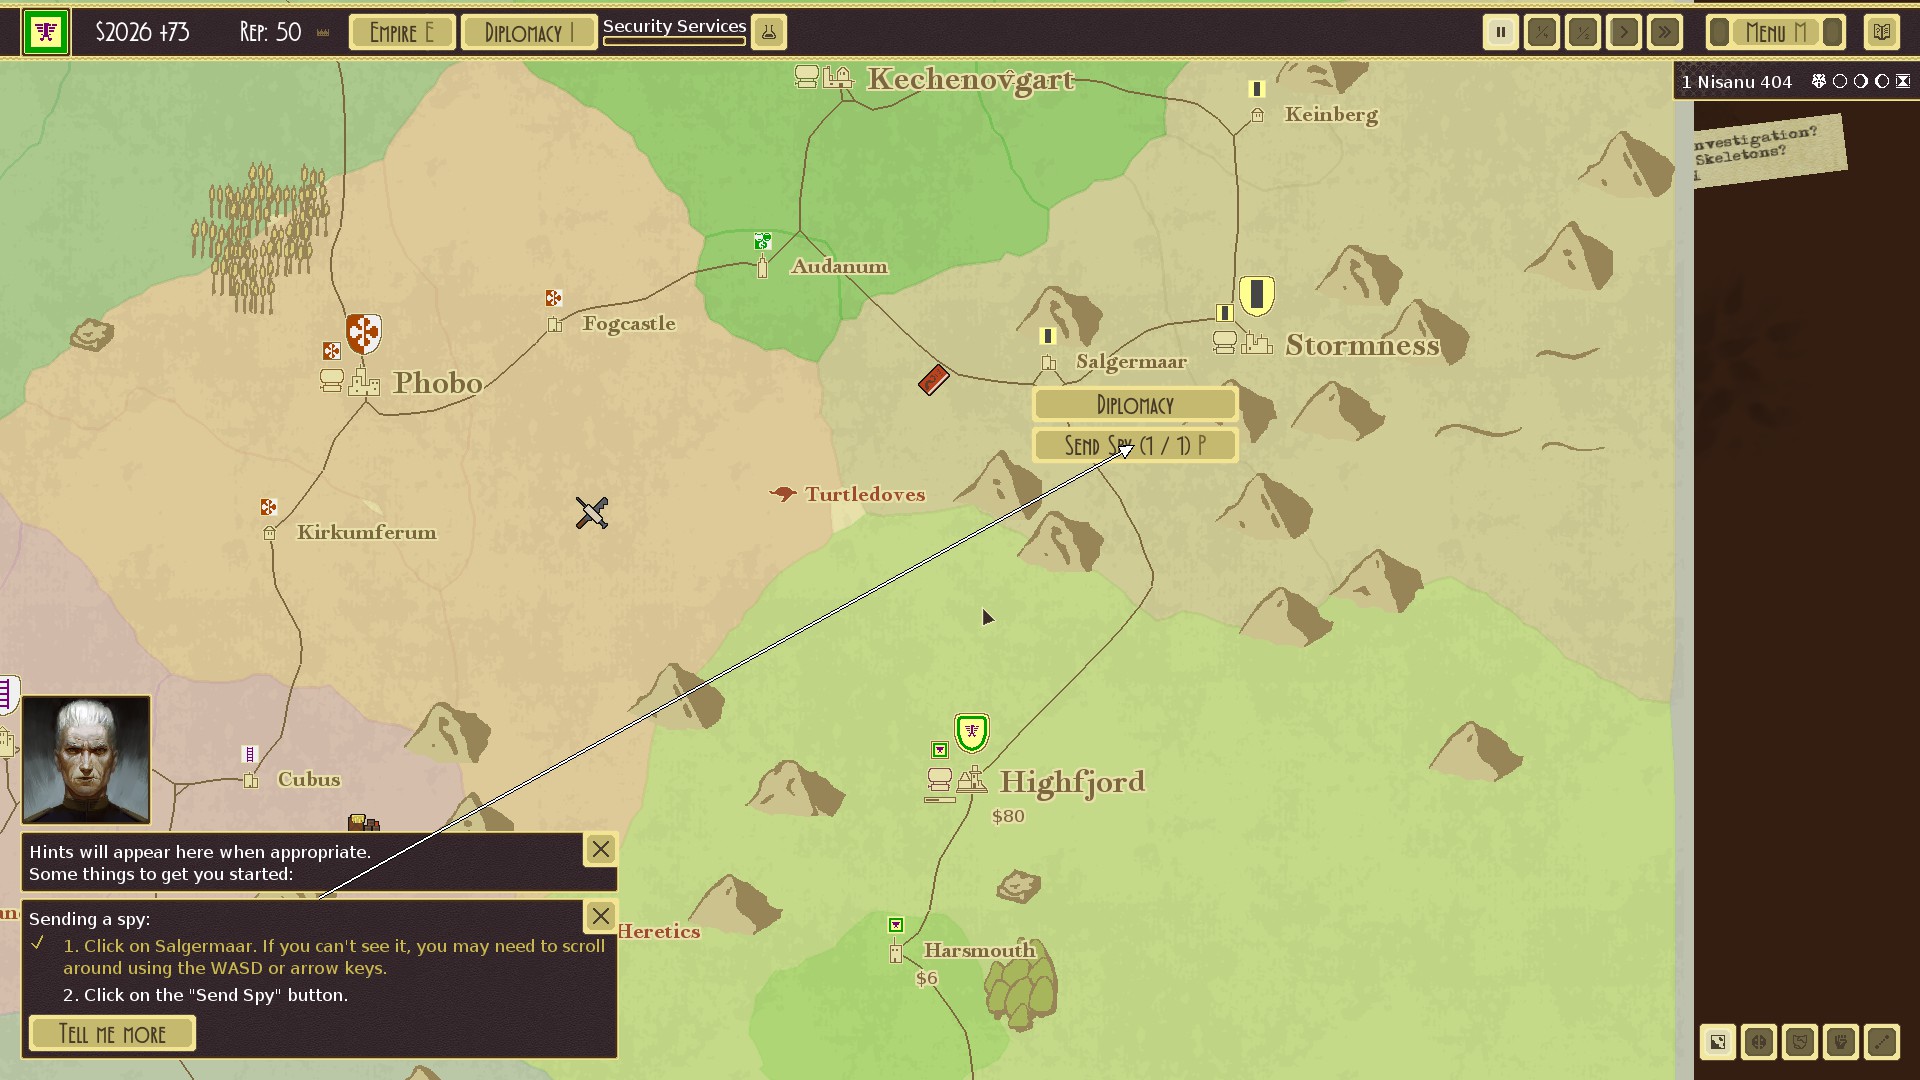 $2026 +73
Rep: 50
Empire E
Diplomacy I
Security Services
Menu M
1 Nisanu 404
nvestigation?
Skeletons?
Kechenovgart
Keinberg
Audanum
Fogcastle
Phobo
Salgermaar
Stormness
Diplomacy
Send Spy (1 / 1) P
Turtledoves
Kirkumferum
Cubus
Highfjord
$80
Hints will appear here when appropriate.
Some things to get you started:
Sending a spy:
1. Click on Salgermaar. If you can't see it, you may need to scroll
around using the WASD or arrow keys.
2. Click on the "Send Spy" button.
Tell me more
Heretics
Harsmouth
$6